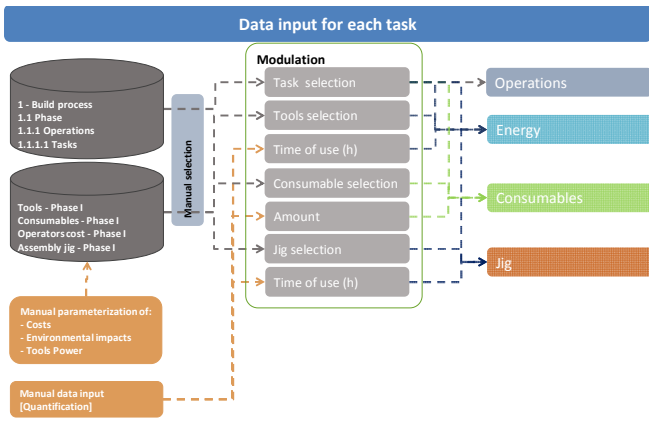 Data input for each task
1 - Build process
1.1 Phase
1.1.1 Operations
1.1.1.1 Tasks
Tools - Phase I
Consumables - Phase I
Operators cost - Phase I
Assembly jig - Phase I
Manual parameterization of:
- Costs
- Environmental impacts
- Tools Power
Manual data input
[Quantification]
Manual selection
Modulation
Task selection
Tools selection
Time of use (h)
Consumable selection
Amount
Jig selection
Time of use (h)
Operations
Energy
Consumables
Jig